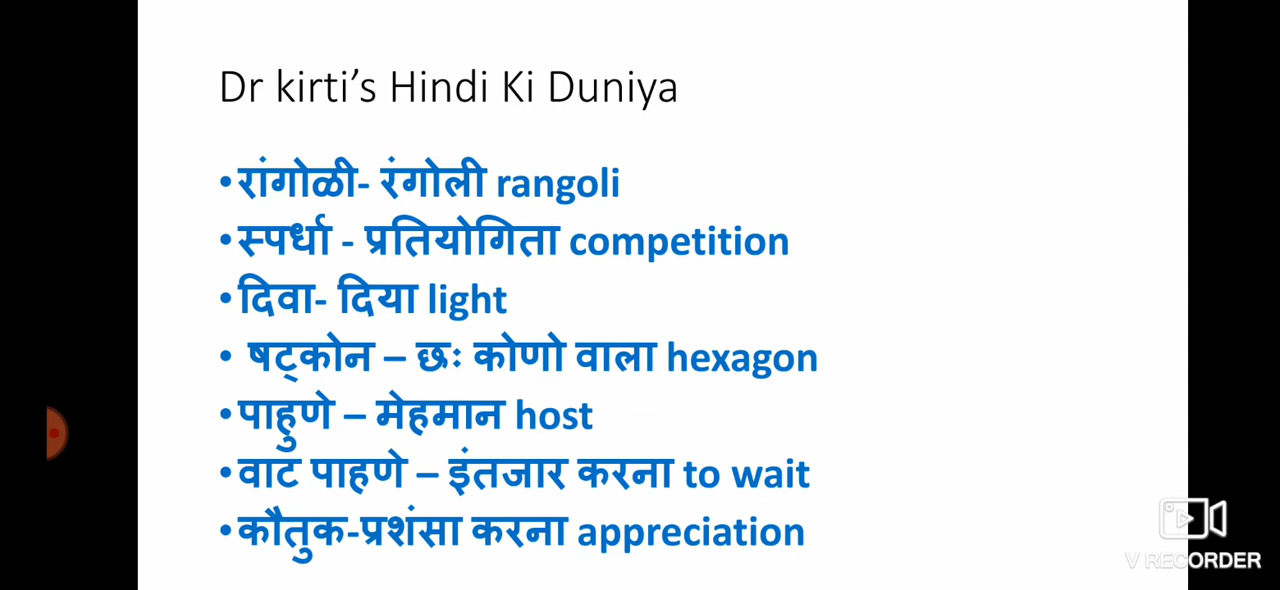 Dr kirti's Hindi Ki Duniya
•रांगोळी- रंगोली rangoli
•स्पर्धा - प्रतियोगिता competition
•दिवा- दिया light
• षट्कोन – छः कोणो वाला hexagon
•पाहुणे – मेहमान host
•वाट पाहणे – इंतजार करना to wait
•कौतुक-प्रशंसा करना appreciation
V RECORDER